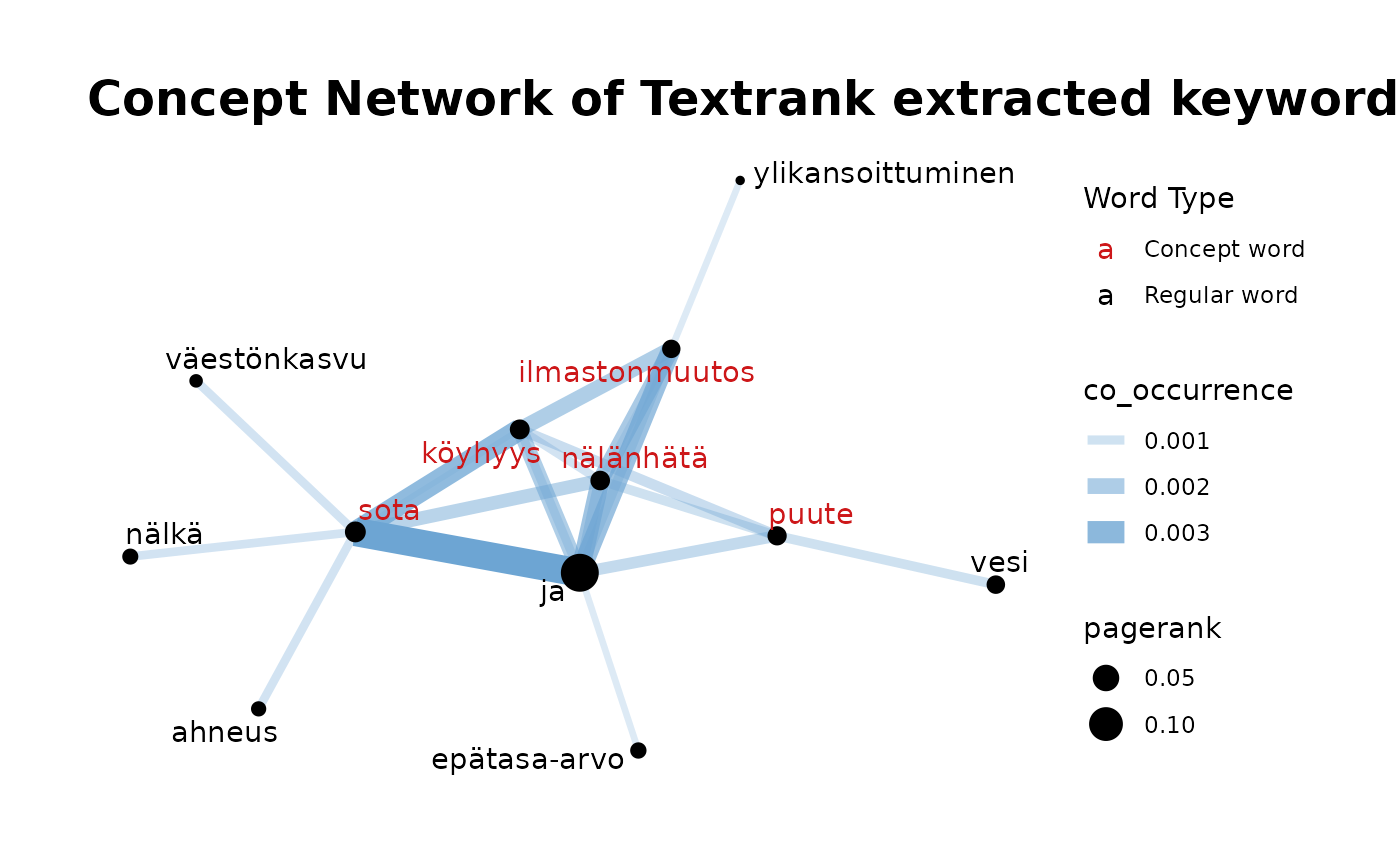 Concept Network of Textrank extracted keyword
ylikansoittuminen
Word Type
a Concept word
a Regular word
väestönkasvu
ilmastonmuutos
co_occurrence
0.001
köyhyys
nälänhätä
0.002
sota
puute
0.003
nälkä
vesi
ja
pagerank
0.05
0.10
ahneus
epätasa-arvo